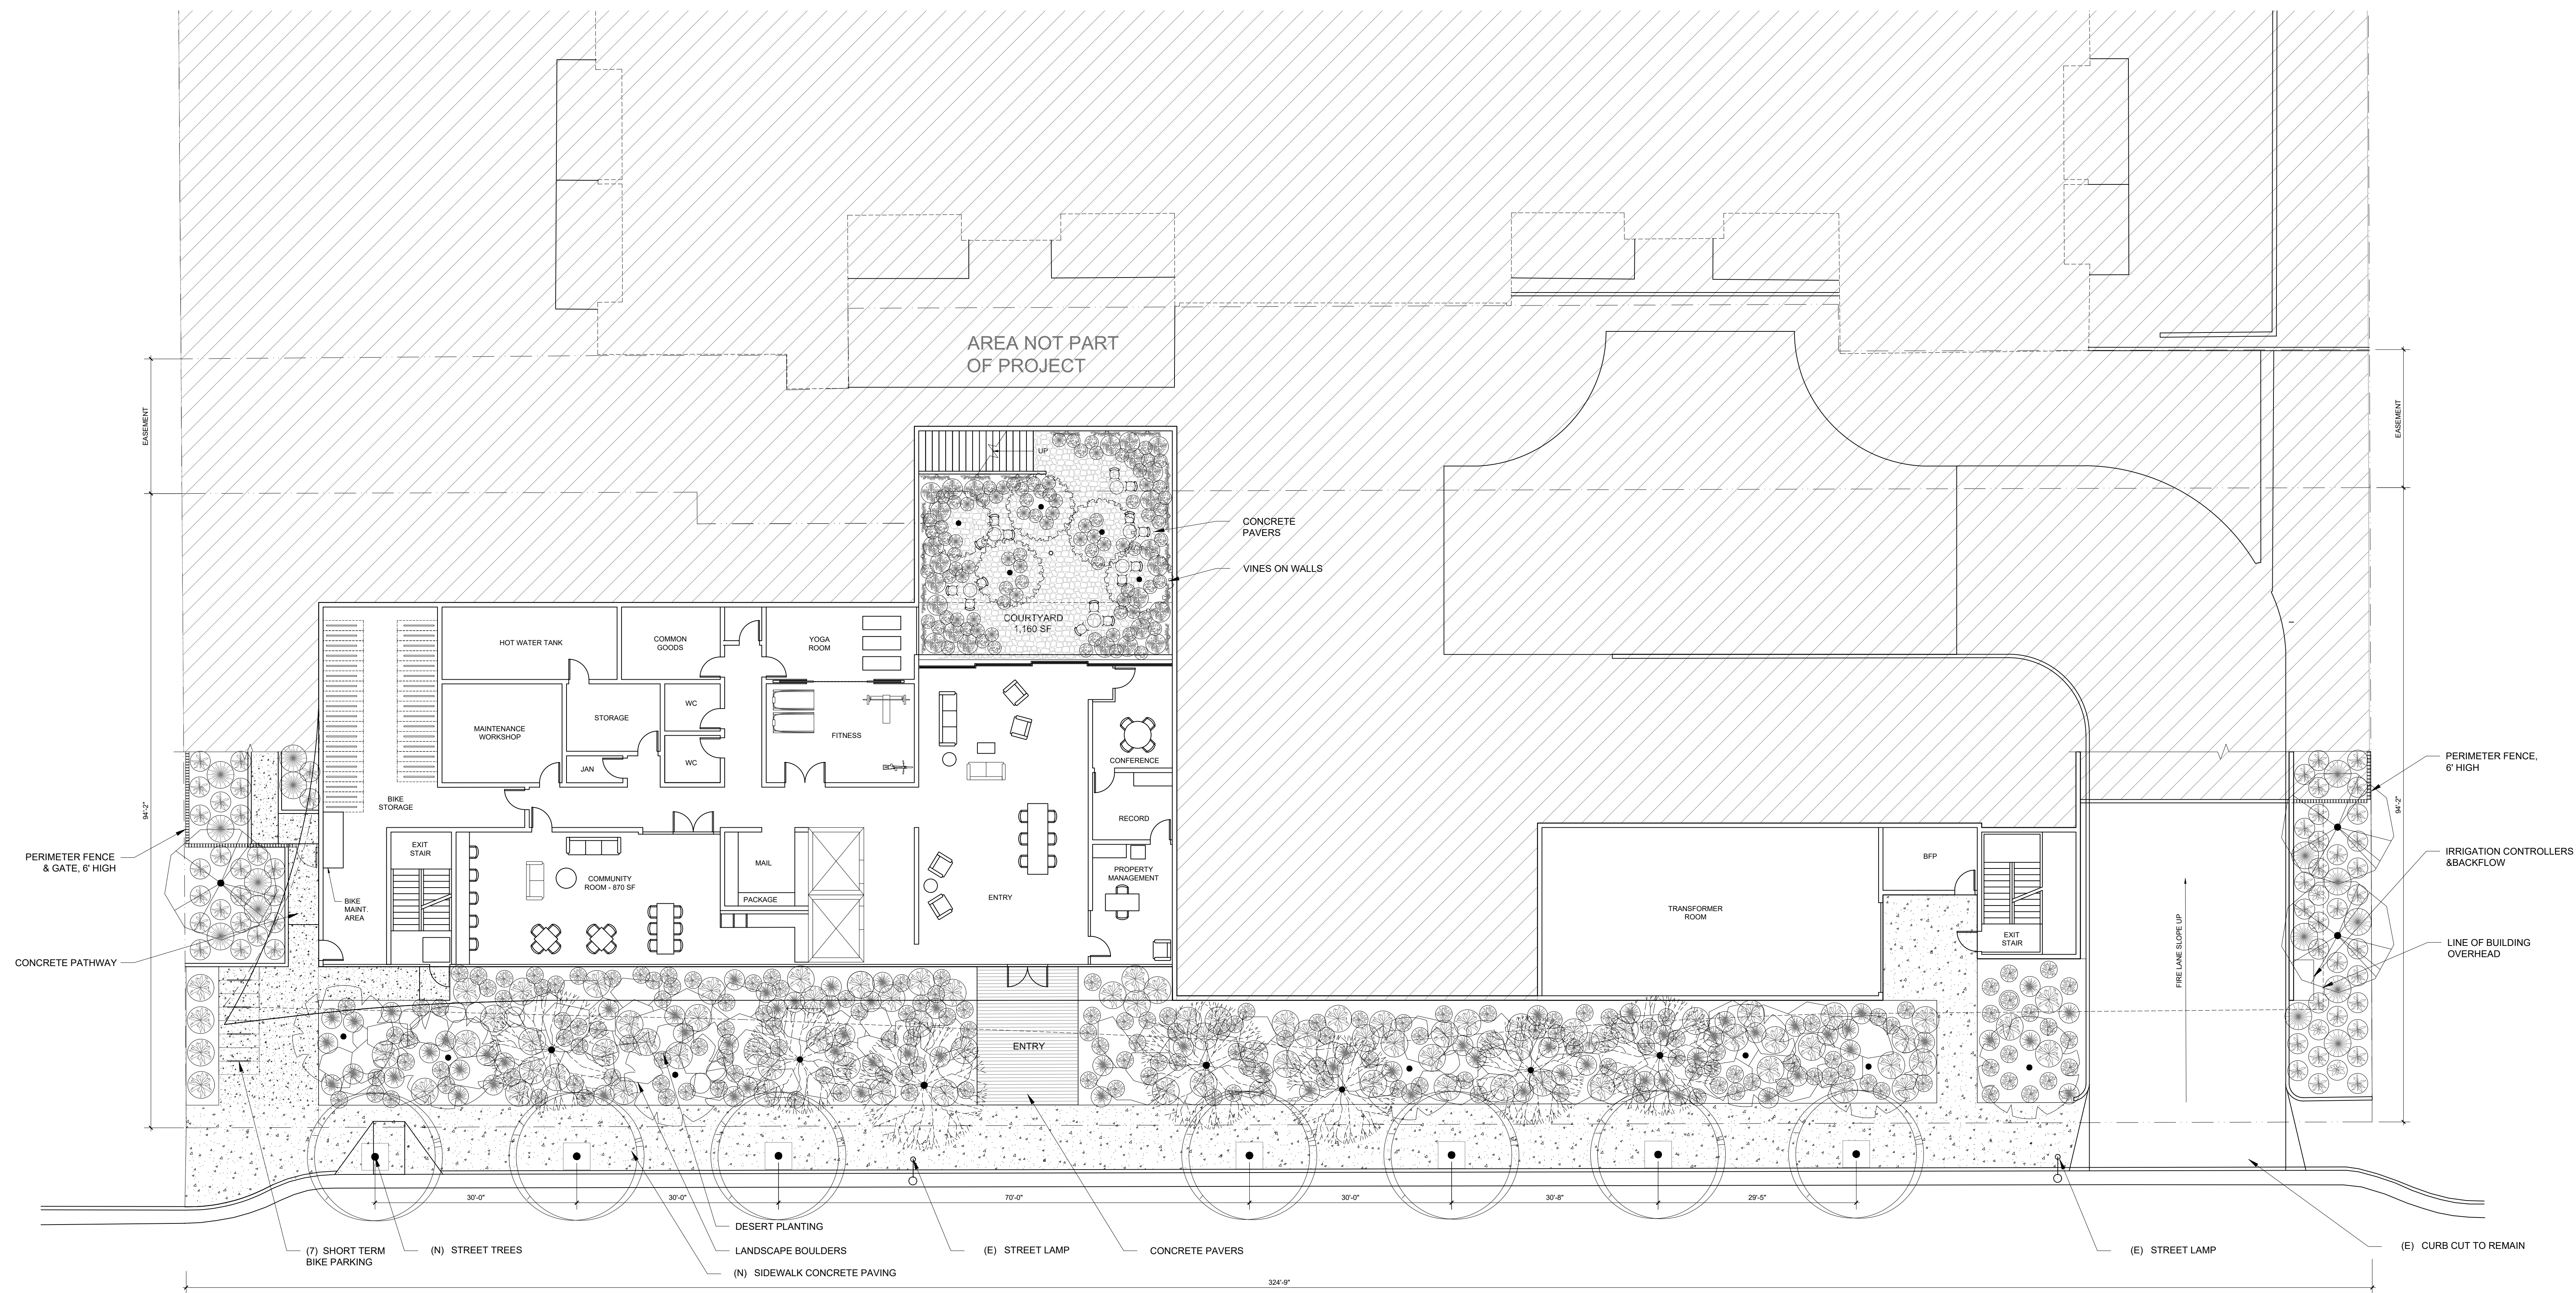 AREA NOT PART
OF PROJECT
EASEMENT
EASEMENT
UP
CONCRETE
PAVERS
VINES ON WALLS
COURTYARD
1,160 SF
HOT WATER TANK
COMMON
GOODS
YOGA
ROOM
WC
STORAGE
MAINTENANCE
WORKSHOP
FITNESS
JAN
WC
CONFERENCE
PERIMETER FENCE,
6' HIGH
BIKE
STORAGE
94'-2"
94'-2"
RECORD
EXIT
STAIR
PERIMETER FENCE
& GATE, 6' HIGH
MAIL
COMMUNITY
ROOM - 870 SF
PROPERTY
MANAGEMENT
BFP
IRRIGATION CONTROLLERS
&BACKFLOW
BIKE
MAINT.
AREA
PACKAGE
ENTRY
TRANSFORMER
ROOM
EXIT
STAIR
FIRE LANE SLOPE UP
LINE OF BUILDING
OVERHEAD
CONCRETE PATHWAY
ENTRY
30'-0"
30'-0"
70'-0"
30'-0"
30'-8"
29'-5"
DESERT PLANTING
(7) SHORT TERM
BIKE PARKING
(N) STREET TREES
LANDSCAPE BOULDERS
(E) STREET LAMP
CONCRETE PAVERS
(E) STREET LAMP
(E) CURB CUT TO REMAIN
(N) SIDEWALK CONCRETE PAVING
324'-9"